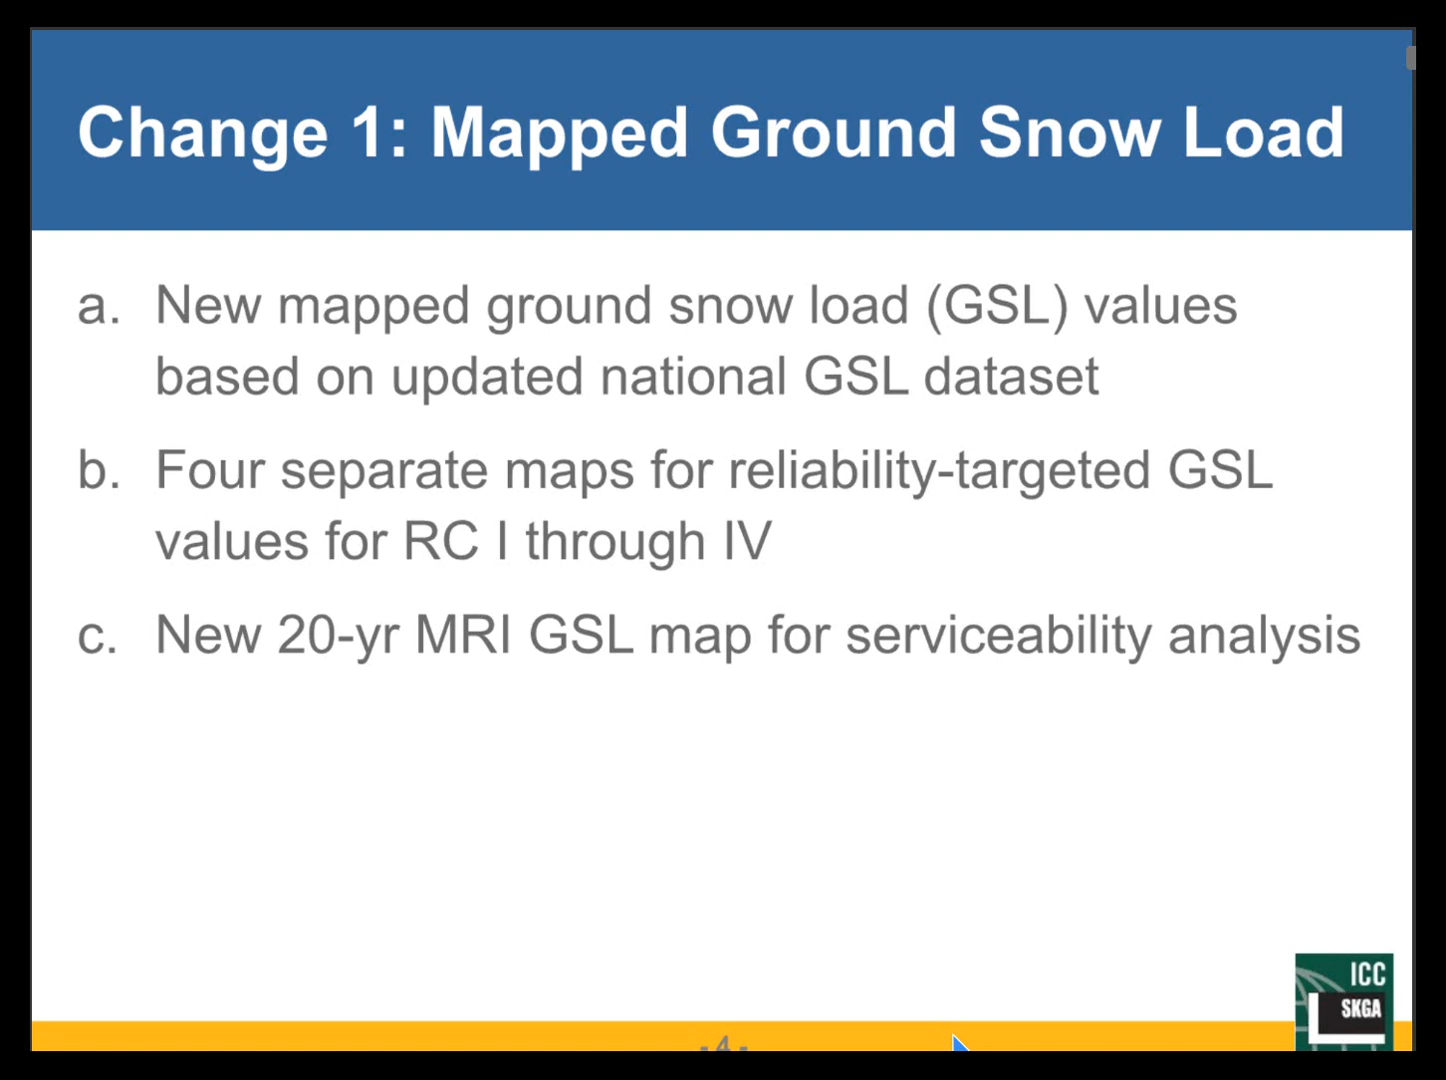 Change 1: Mapped Ground Snow Load
a. New mapped ground snow load (GSL) values
based on updated national GSL dataset
b. Four separate maps for reliability-targeted GSL
values for RC I through IV
c. New 20-yr MRI GSL map for serviceability analysis
ICC
SKGA
- 4 -